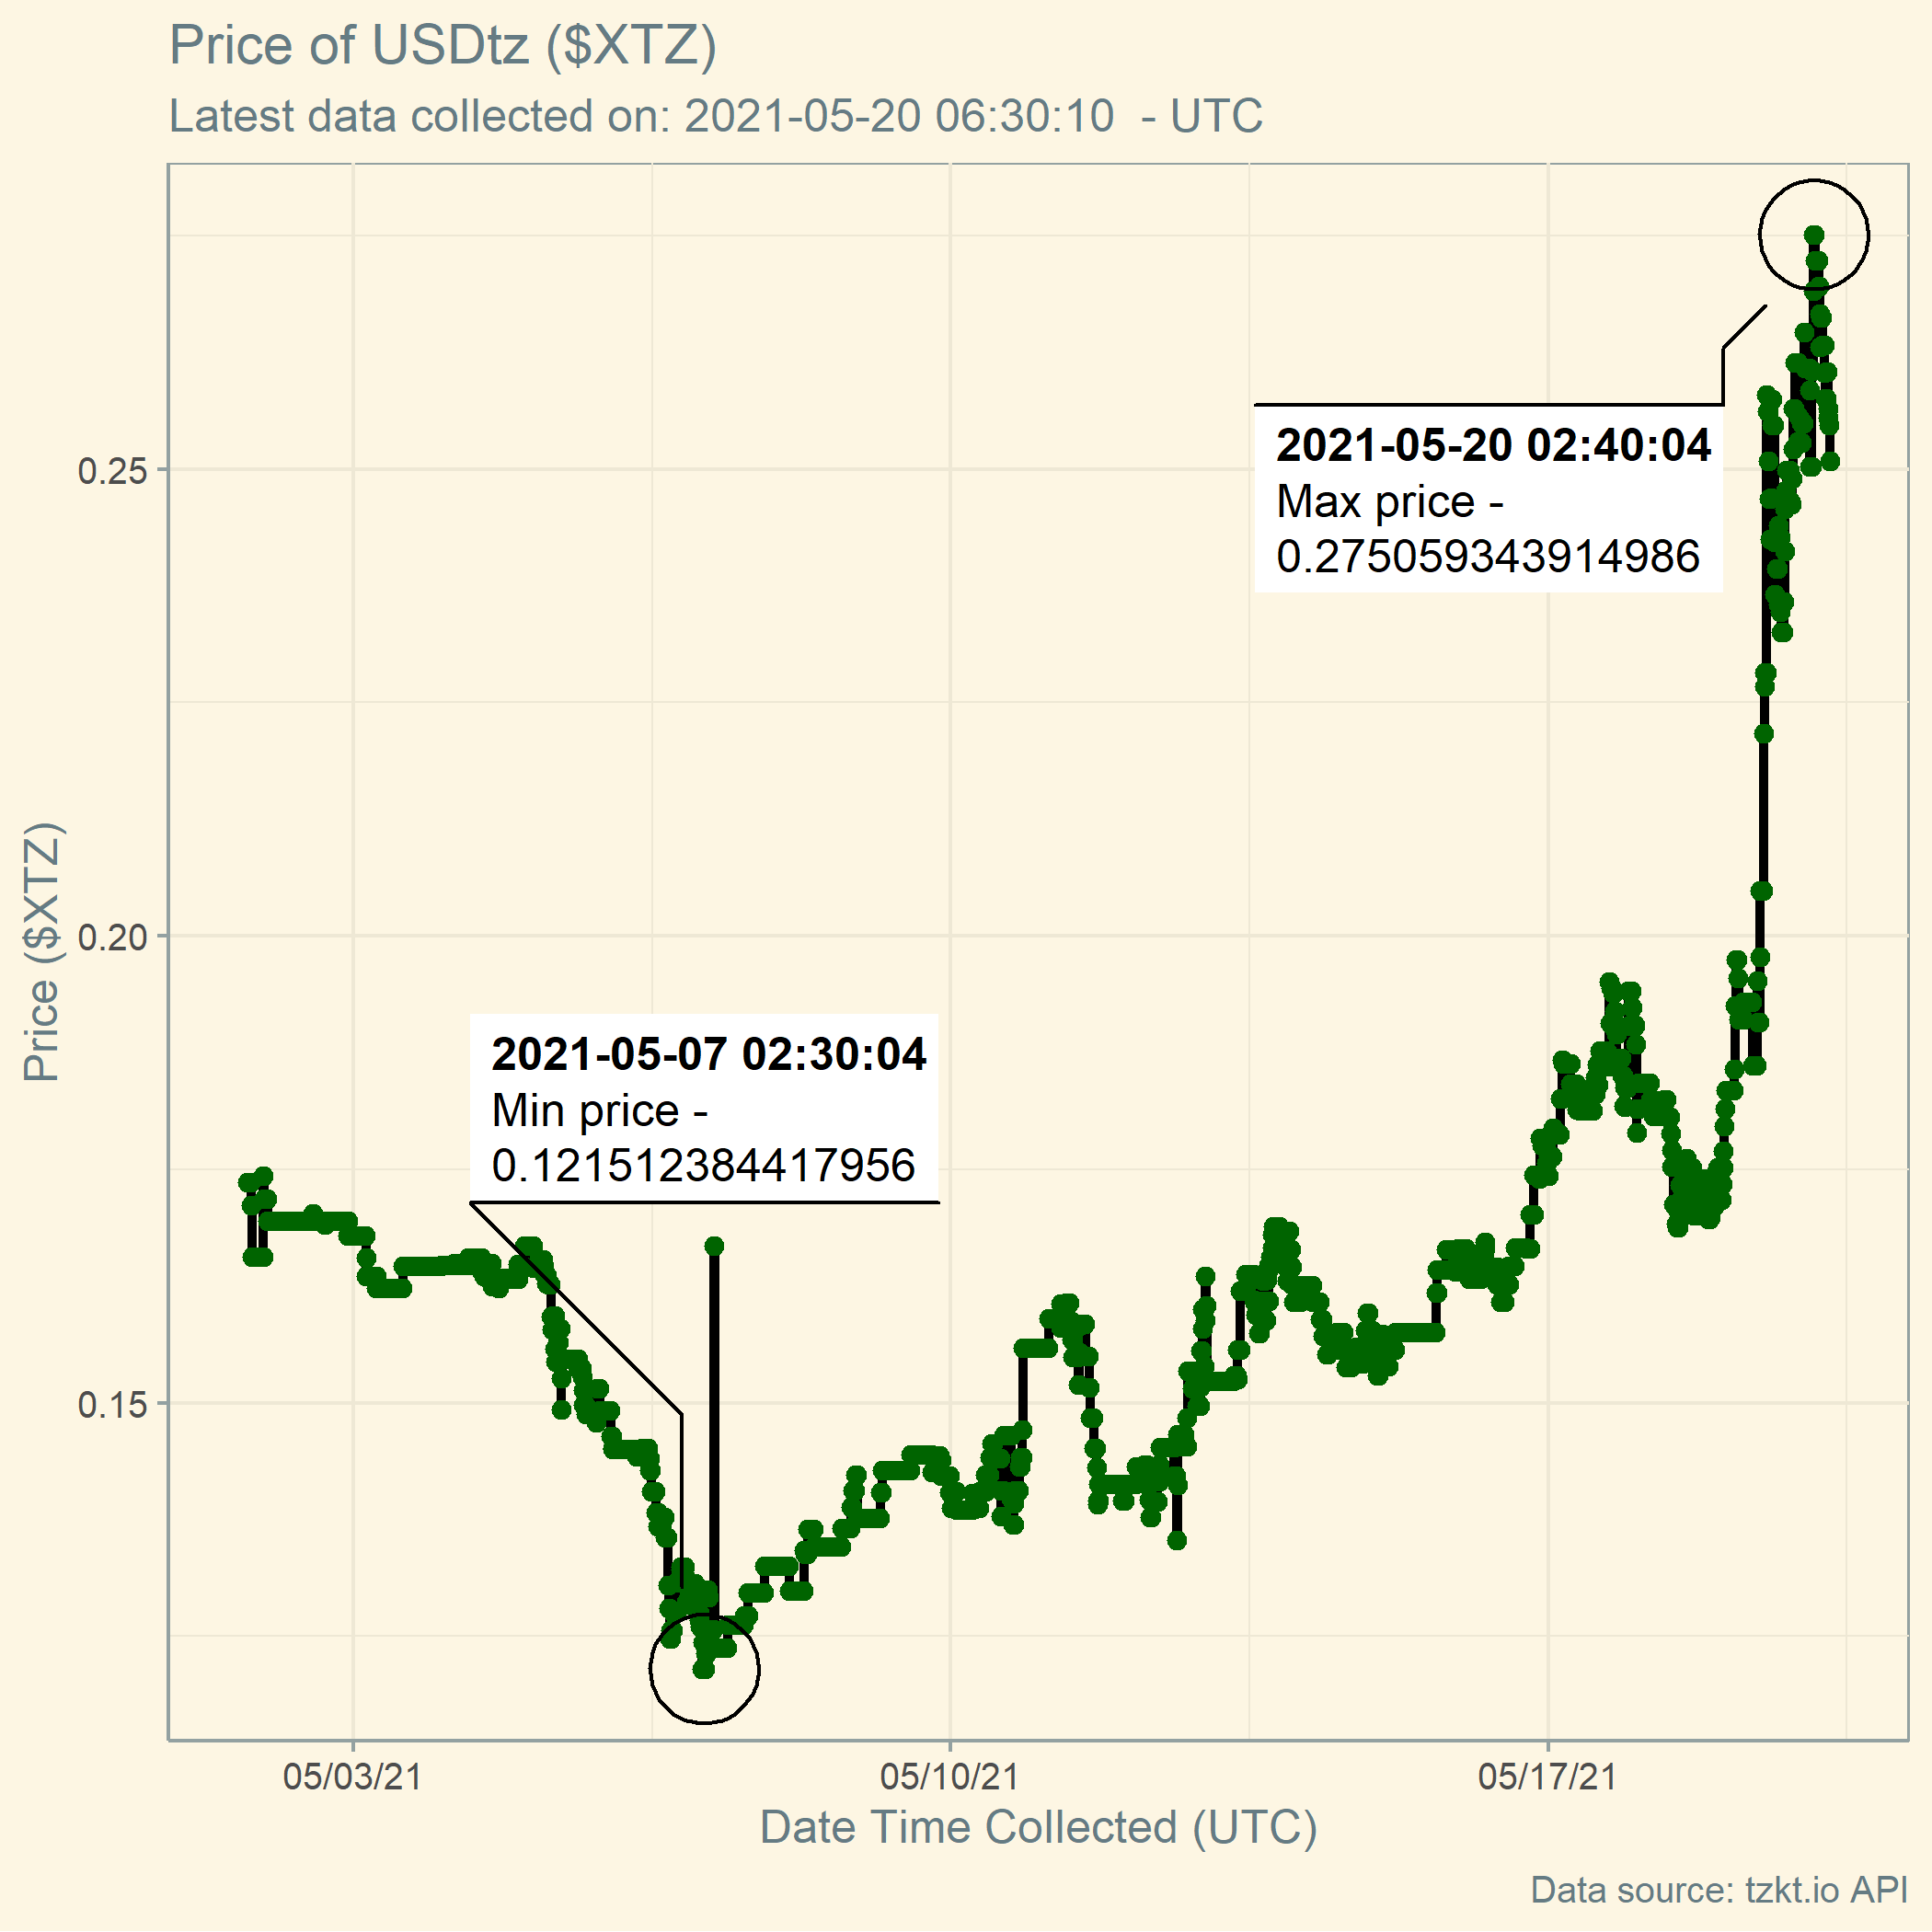 Price of USDtz ($XTZ)
Latest data collected on: 2021-05-20 06:30:10  - UTC
2021-05-20 02:40:04
Max price -
0.275059343914986
0.25
Price ($XTZ)
0.20
2021-05-07 02:30:04
Min price -
0.121512384417956
0.15
05/03/21
05/10/21
05/17/21
Date Time Collected (UTC)
Data source: tzkt.io API